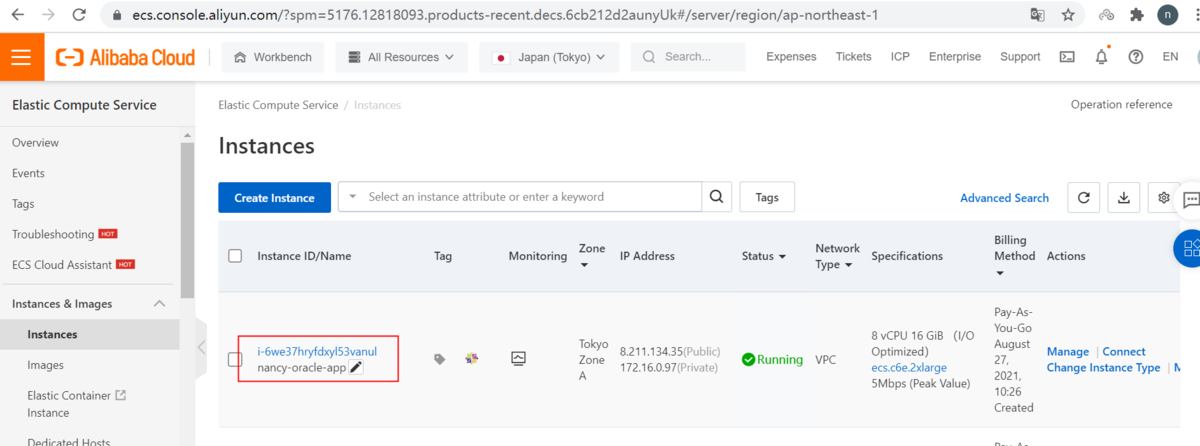 ecs.console.aliyun.com/?spm=5176.12818093.products-recent.decs.6cb212d2aunyUk#/server/region/ap-northeast-1
n
Alibaba Cloud
Workbench
All Resources
Japan (Tokyo)
Search...
Expenses
Tickets
ICP
Enterprise
Support
EN
Elastic Compute Service
Overview
Events
Tags
Troubleshooting HOT
ECS Cloud Assistant HOT
Instances & Images
Instances
Images
Elastic Container
Instance
Dedicated Hosts
Elastic Compute Service / Instances
Operation reference
Instances
Create Instance
Select an instance attribute or enter a keyword
Tags
Advanced Search
Instance ID/Name
Tag
Monitoring
Zone
IP Address
Status
Network
Type
Specifications
Billing
Method
Actions
i-6we37hryfdxyl53vanul
nancy-oracle-app
Tokyo
Zone
A
8.211.134.35(Public)
172.16.0.97(Private)
Running
VPC
8 vCPU 16 GiB (I/O
Optimized)
ecs.c6e.2xlarge
5Mbps (Peak Value)
Pay-As-
You-Go
August
27,
2021,
10:26
Created
Manage | Connect
Change Instance Type | M